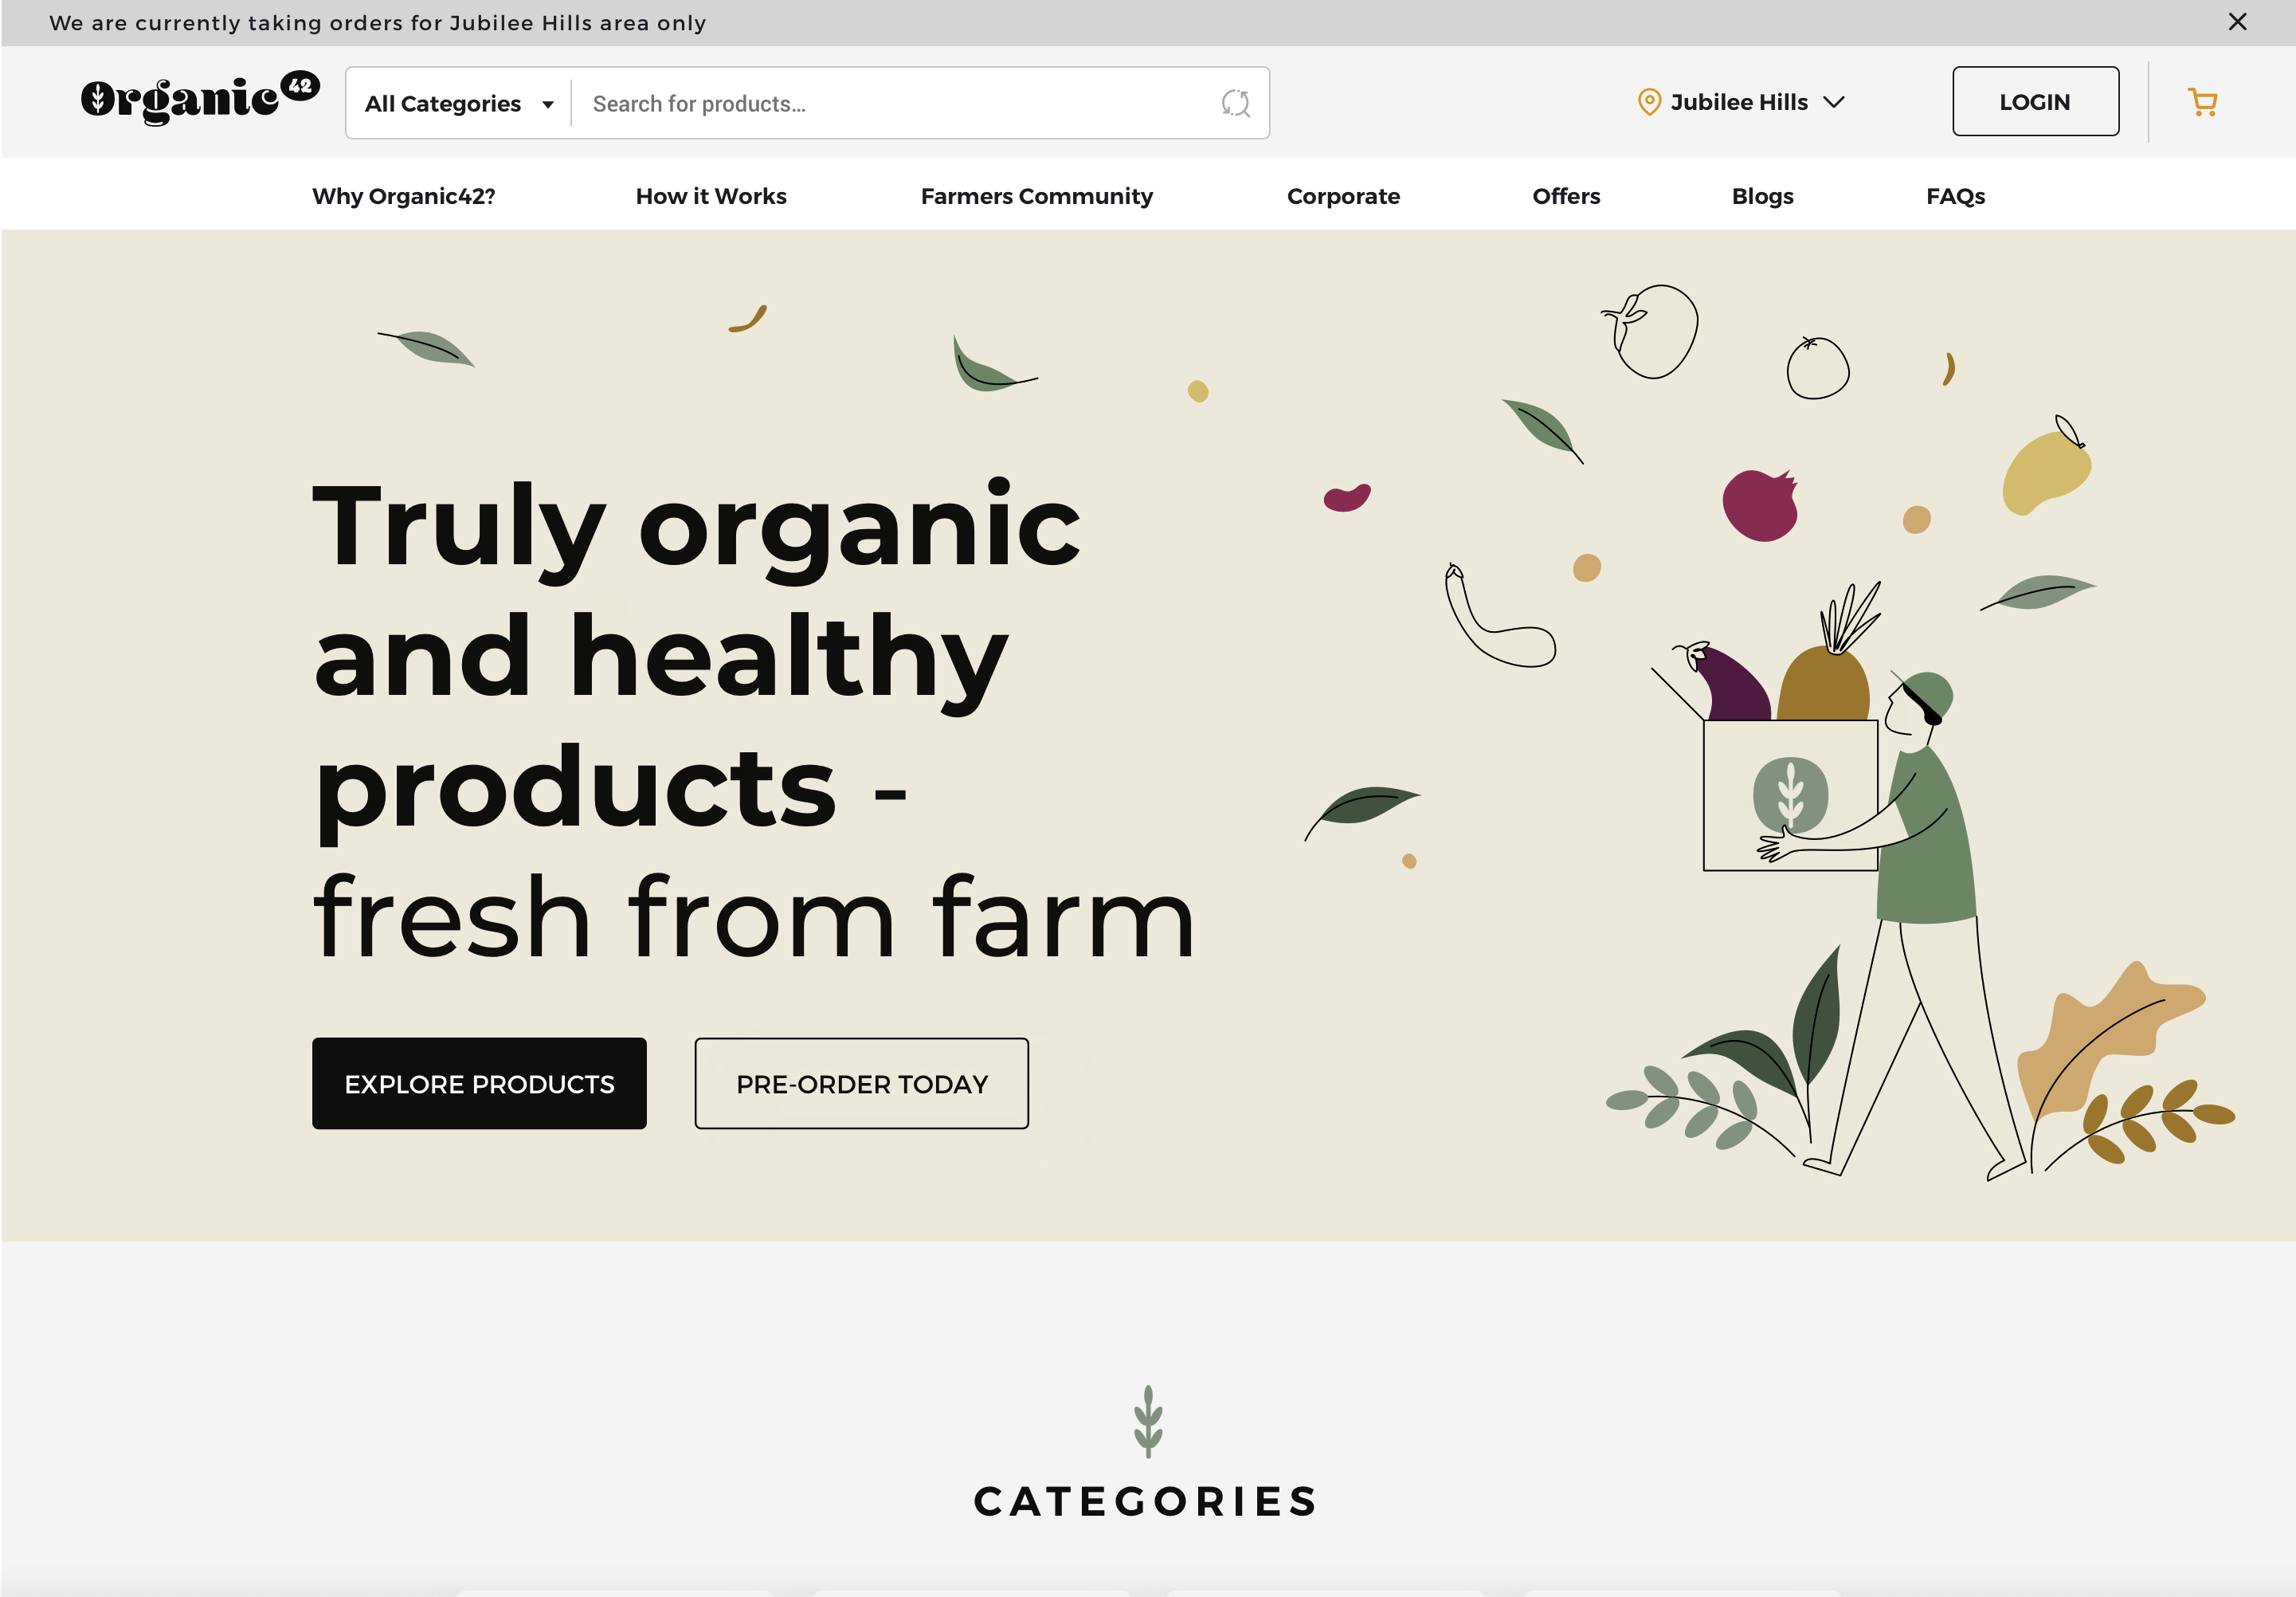 We are currently taking orders for Jubilee Hills area only
Organic42
All Categories
Search for products...
Jubilee Hills
LOGIN
Why Organic42?
How it Works
Farmers Community
Corporate
Offers
Blogs
FAQs
Truly organic
and healthy
products -
fresh from farm
EXPLORE PRODUCTS
PRE-ORDER TODAY
CATEGORIES